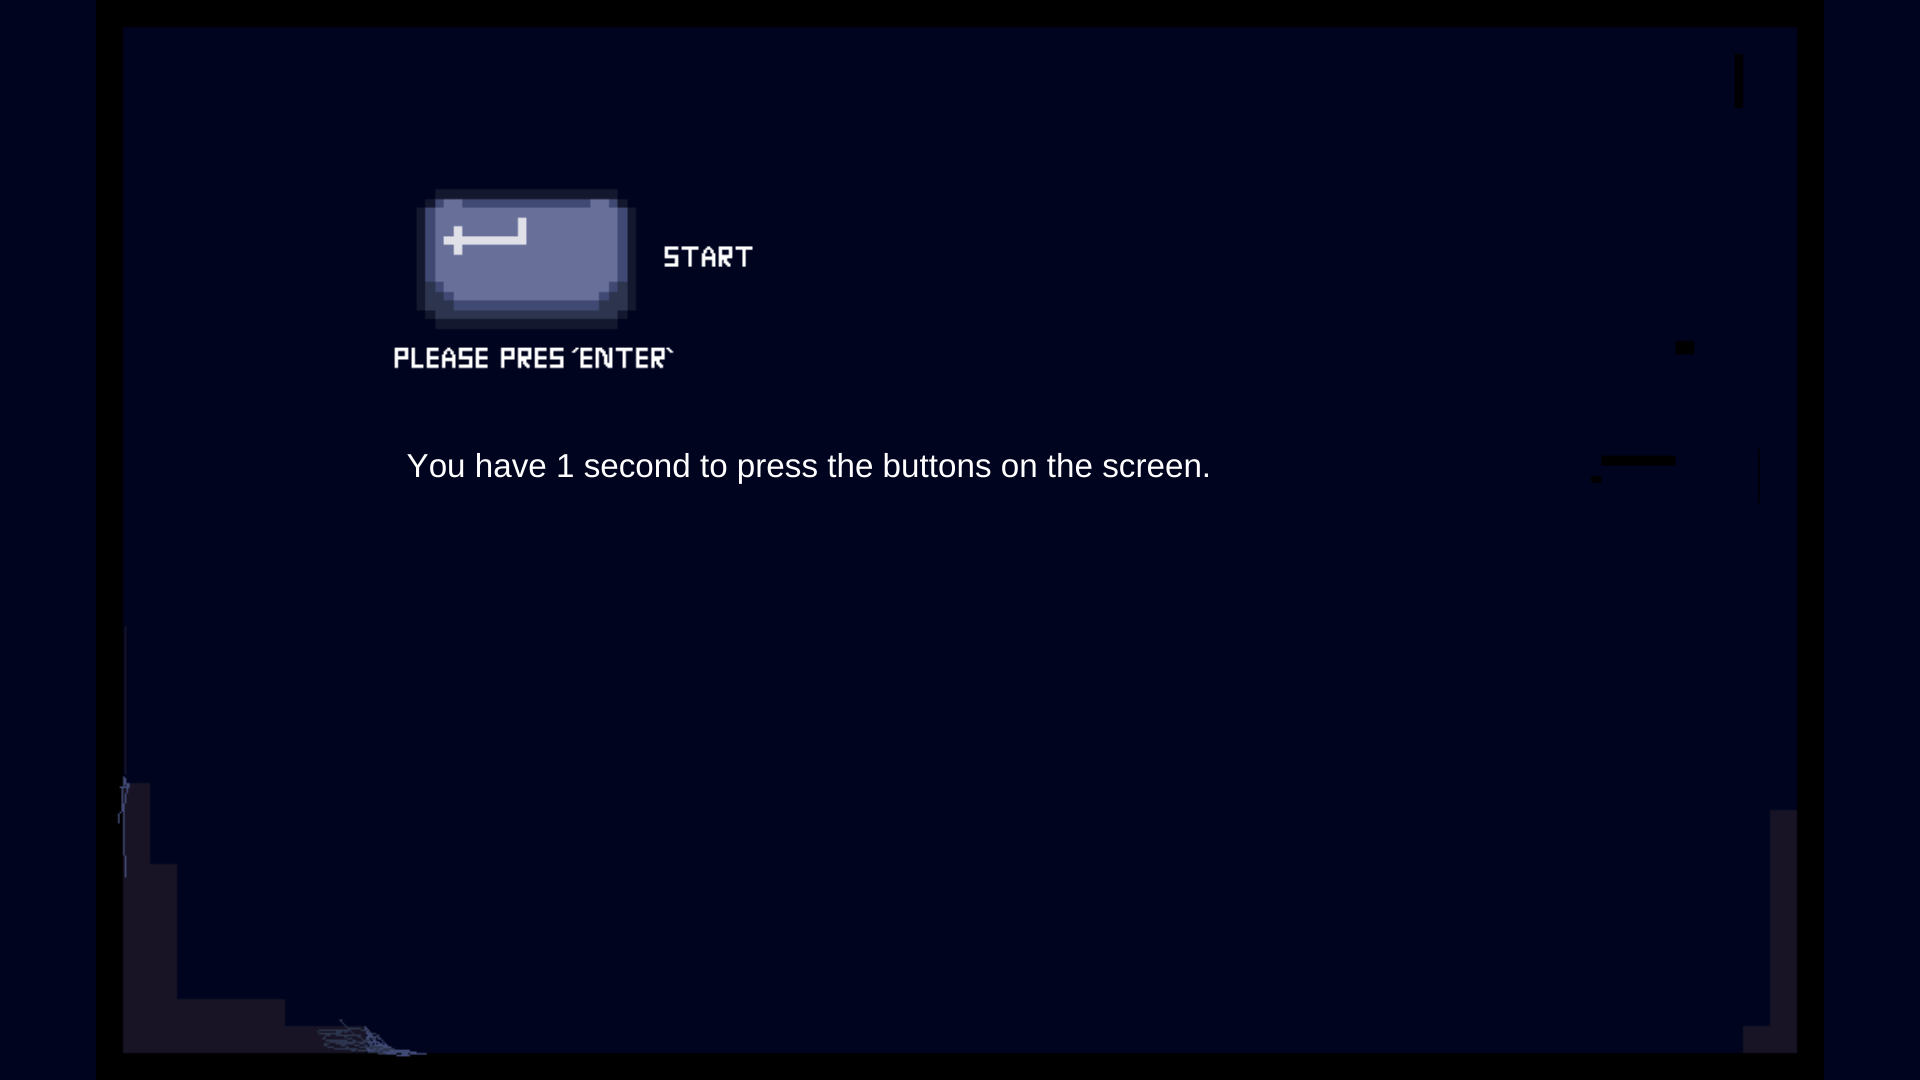 START
PLEASE PRES ´ENTER`
You have 1 second to press the buttons on the screen.